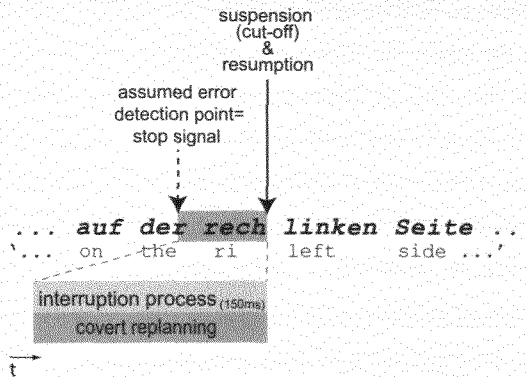 suspension
(cut-off)
&
resumption
assumed error
detection point=
stop signal
... auf der rech linken Seite ..
‘... on the ri left side ...’
interruption process (150ms)
covert replanning
t